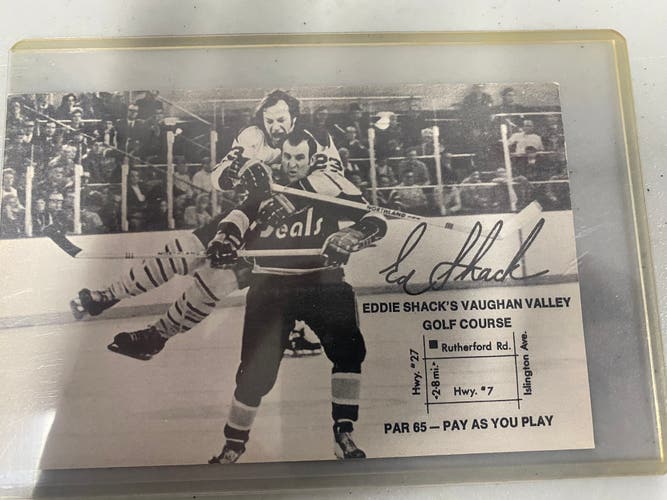 23
NORTHLAND
Seals
Ed Shack
EDDIE SHACK'S VAUGHAN VALLEY
GOLF COURSE
Rutherford Rd.
Hwy. #27
2·8 mi.
Hwy. #7
Islington Ave.
PAR 65 — PAY AS YOU PLAY